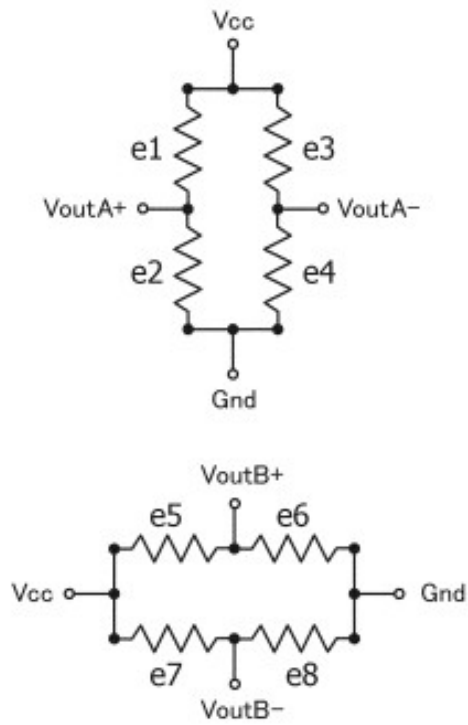 Vcc
e1 e3
VoutA+ VoutA-
e2 e4
Gnd
VoutB+
e5 e6
Vcc Gnd
e7 e8
VoutB-